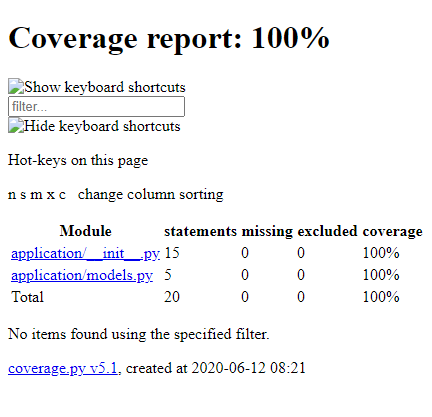 Coverage report: 100%
Show keyboard shortcuts
filter...
Hide keyboard shortcuts
Hot-keys on this page
n s m x c   change column sorting
Module statements missing excluded coverage
application/__init__.py 15 0 0 100%
application/models.py 5 0 0 100%
Total 20 0 0 100%
No items found using the specified filter.
coverage.py v5.1, created at 2020-06-12 08:21